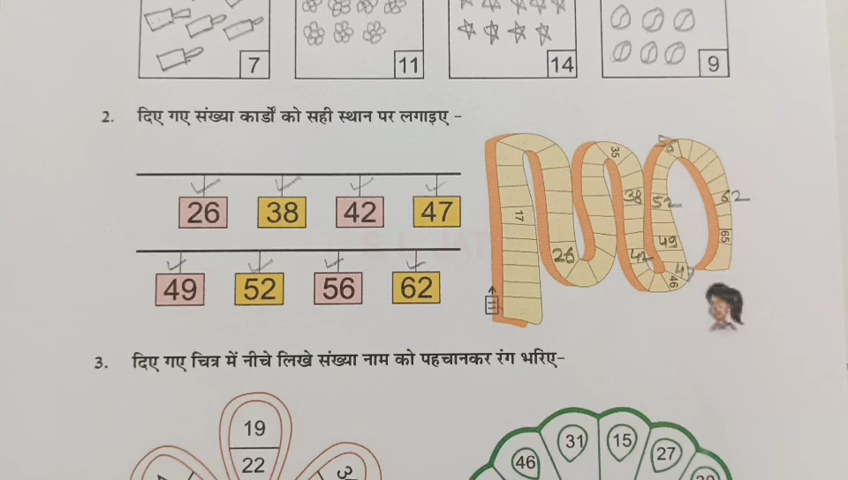 7 11 14 9
2. दिए गए संख्या कार्डों को सही स्थान पर लगाइए -
26 38 42 47
49 52 56 62
35
38 52 62
17
65
26 42 49
46
11
3. दिए गए चित्र में नीचे लिखे संख्या नाम को पहचानकर रंग भरिए-
19
22
46 31 15 27